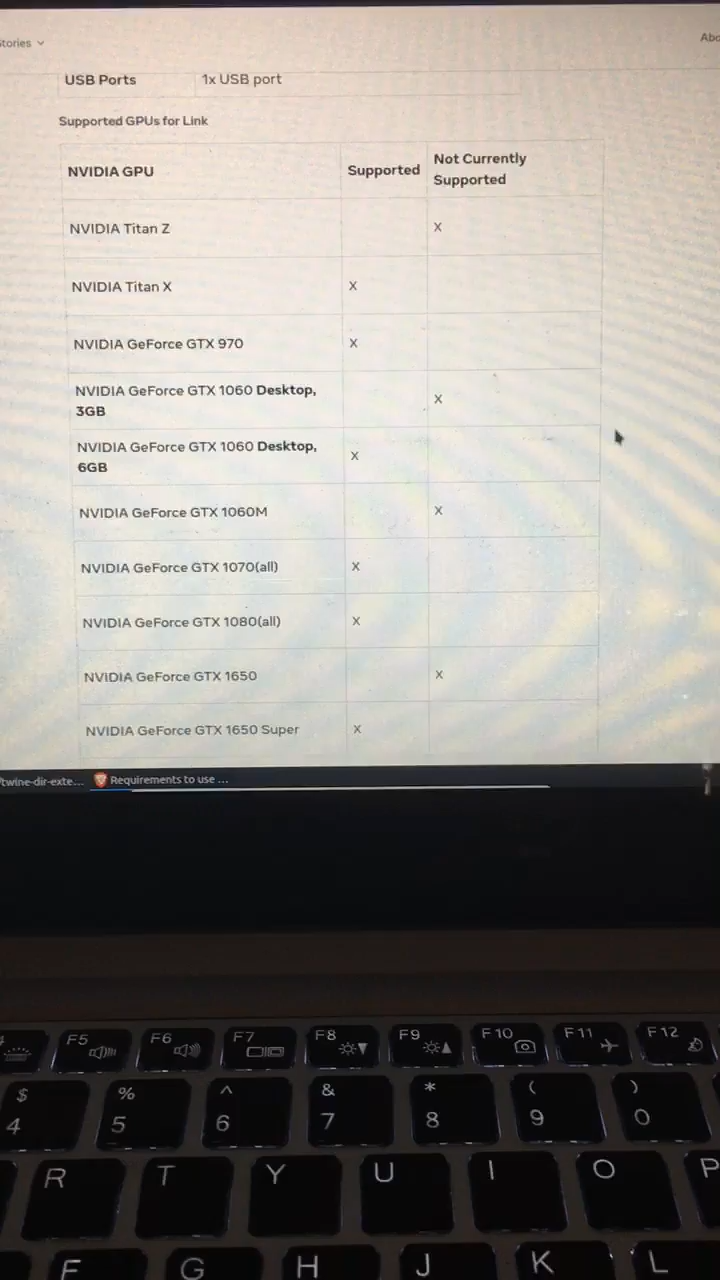 Stories
USB Ports 1x USB port
Supported GPUs for Link
NVIDIA GPU Supported Not Currently
Supported
NVIDIA Titan Z X
NVIDIA Titan X X
NVIDIA GeForce GTX 970 X
NVIDIA GeForce GTX 1060 Desktop,
3GB X
NVIDIA GeForce GTX 1060 Desktop,
6GB X
NVIDIA GeForce GTX 1060M X
NVIDIA GeForce GTX 1070(all) X
NVIDIA GeForce GTX 1080(all) X
NVIDIA GeForce GTX 1650 X
NVIDIA GeForce GTX 1650 Super X
/twine-dir-exte... Requirements to use ...
F5 F6 F7 F8 F9 F10 F11 F12
$ % ^ & * ( )
4 5 6 7 8 9 0
R T Y U I O P
F G H J K L